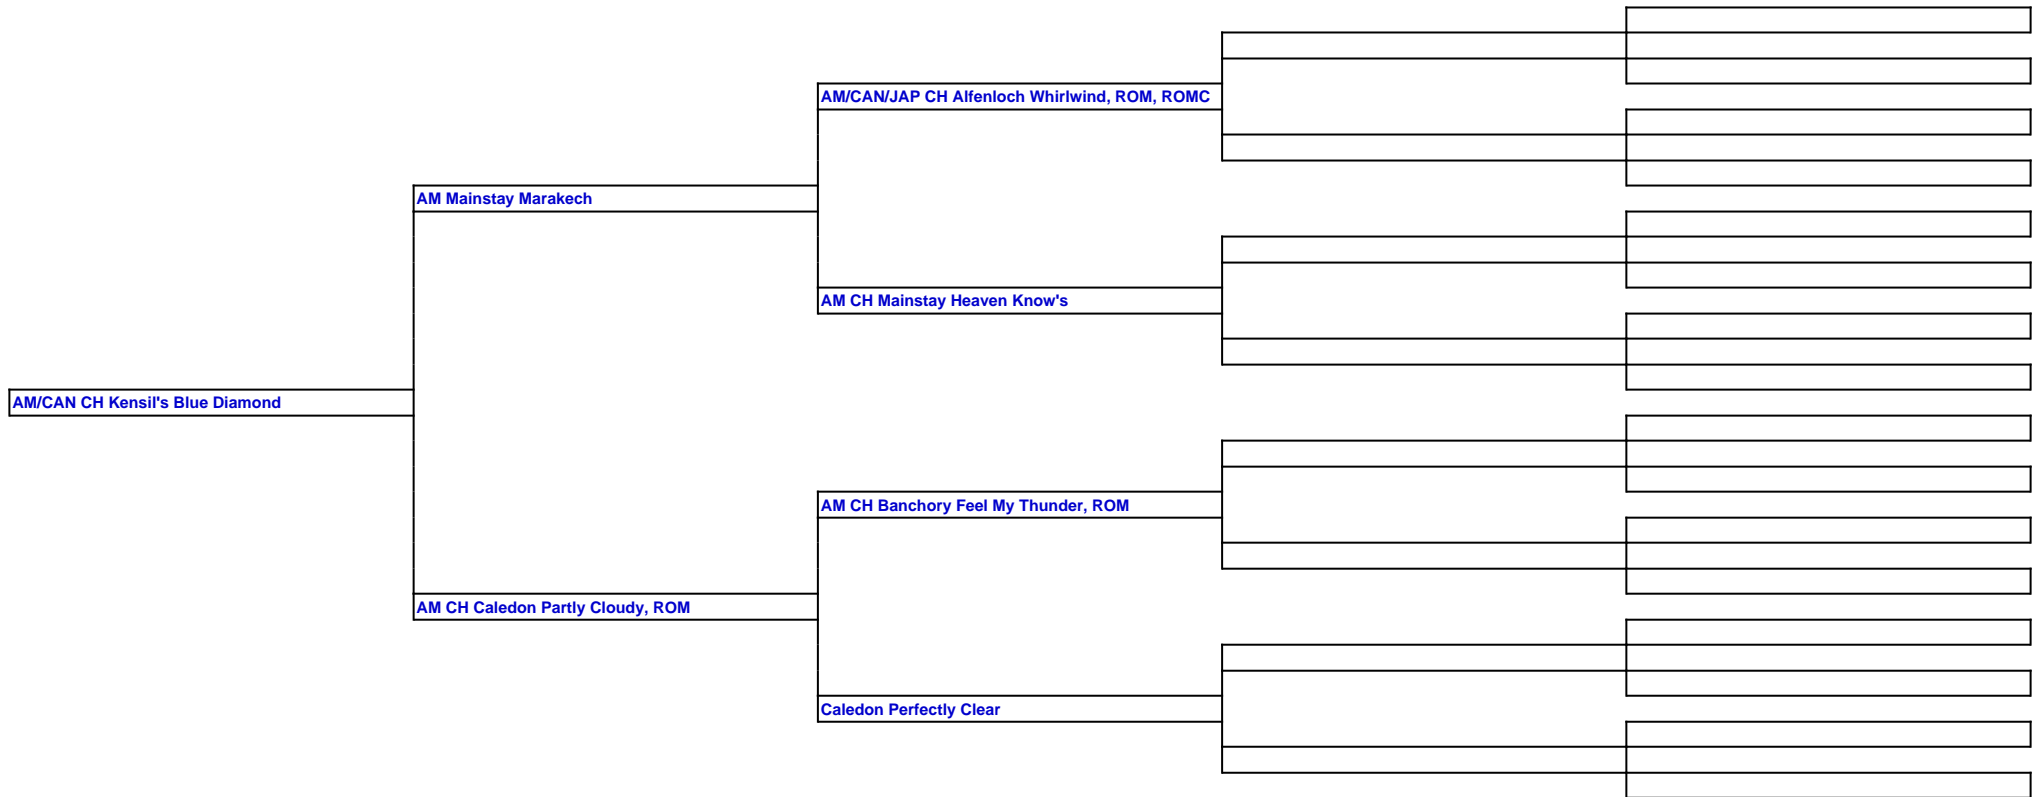 AM/CAN/JAP CH Alfenloch Whirlwind, ROM, ROMC
AM Mainstay Marakech
AM CH Mainstay Heaven Know's
AM/CAN CH Kensil's Blue Diamond
AM CH Banchory Feel My Thunder, ROM
AM CH Caledon Partly Cloudy, ROM
Caledon Perfectly Clear